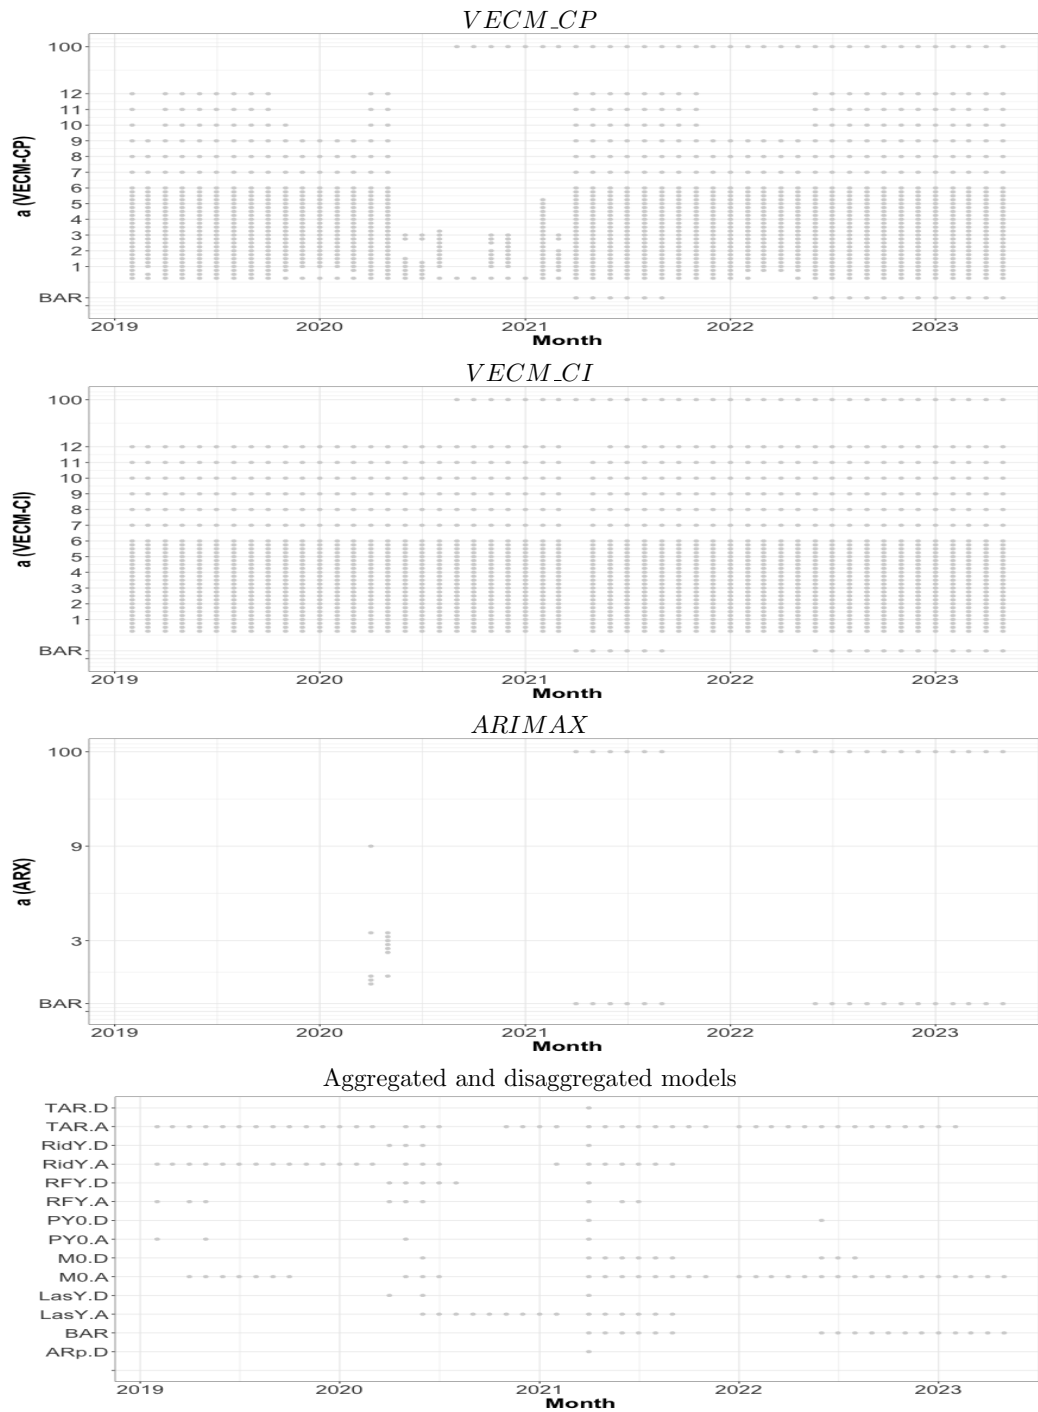 VECM_CP
100
12
11
10
9
8
7
6
5
4
3
2
1
BAR
a (VECM-CP)
2019 2020 2021 2022 2023
Month
VECM_CI
100
12
11
10
9
8
7
6
5
4
3
2
1
BAR
a (VECM-CI)
2019 2020 2021 2022 2023
Month
ARIMAX
100
9
3
BAR
a (ARX)
2019 2020 2021 2022 2023
Month
Aggregated and disaggregated models
TAR.D
TAR.A
RidY.D
RidY.A
RFY.D
RFY.A
PY0.D
PY0.A
M0.D
M0.A
LasY.D
LasY.A
BAR
ARp.D
2019 2020 2021 2022 2023
Month